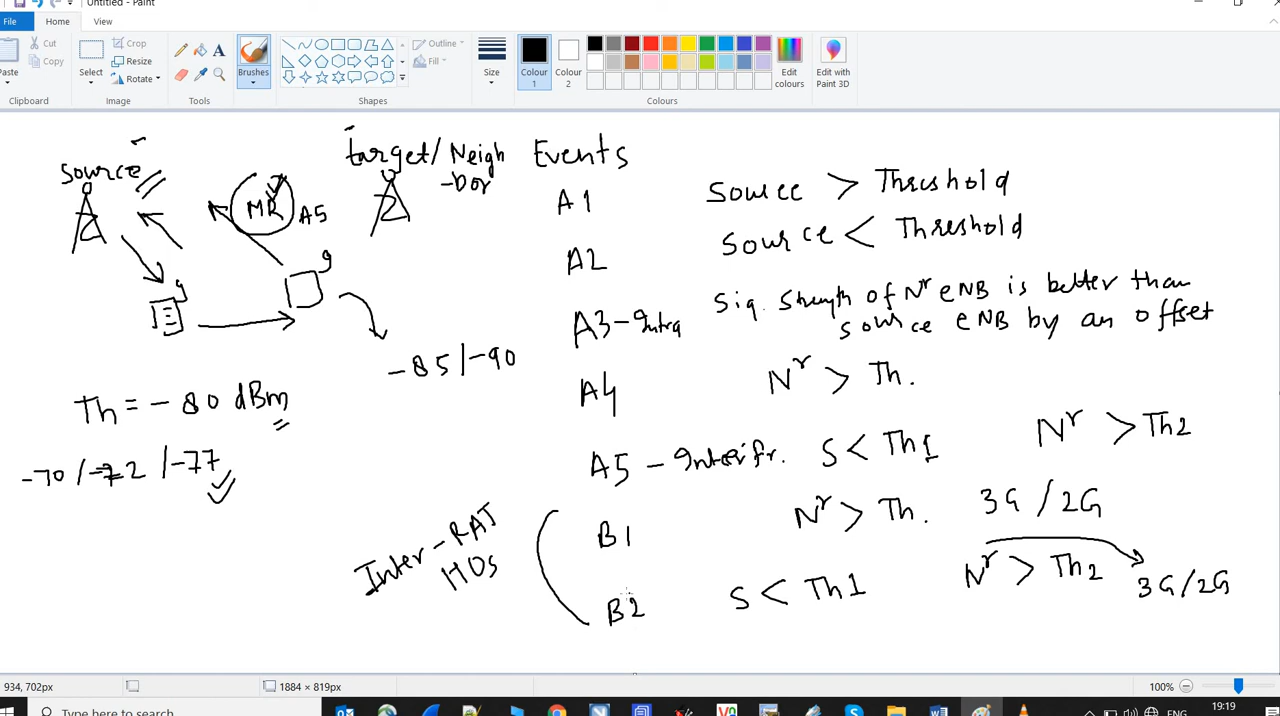 Untitled - Paint
File Home View
Paste
Cut
Copy
Select
Crop
Resize
Rotate
Brushes
Outline
Fill
Size
Colour 1
Colour 2
Edit colours
Edit with Paint 3D
Clipboard Image Tools Shapes Colours
Source
Target/ Neigh
-bor
Events
MR A5
A1 Source > Threshold
A2 Source < Threshold
A3-Intra Sig. Strength of Nr eNB is better than
source eNB by an offset
-85/-90
Th = -80 dBm
A4 Nr > Th.
-70/-72/-77
A5 - Inter fr. S < Th1 Nr > Th2
Inter-RAT
HOs
B1 Nr > Th. 3G/2G
B2 S < Th1 Nr > Th2 3G/2G
934, 702px
1884 × 819px
100%
Type here to search
ENG
19:19